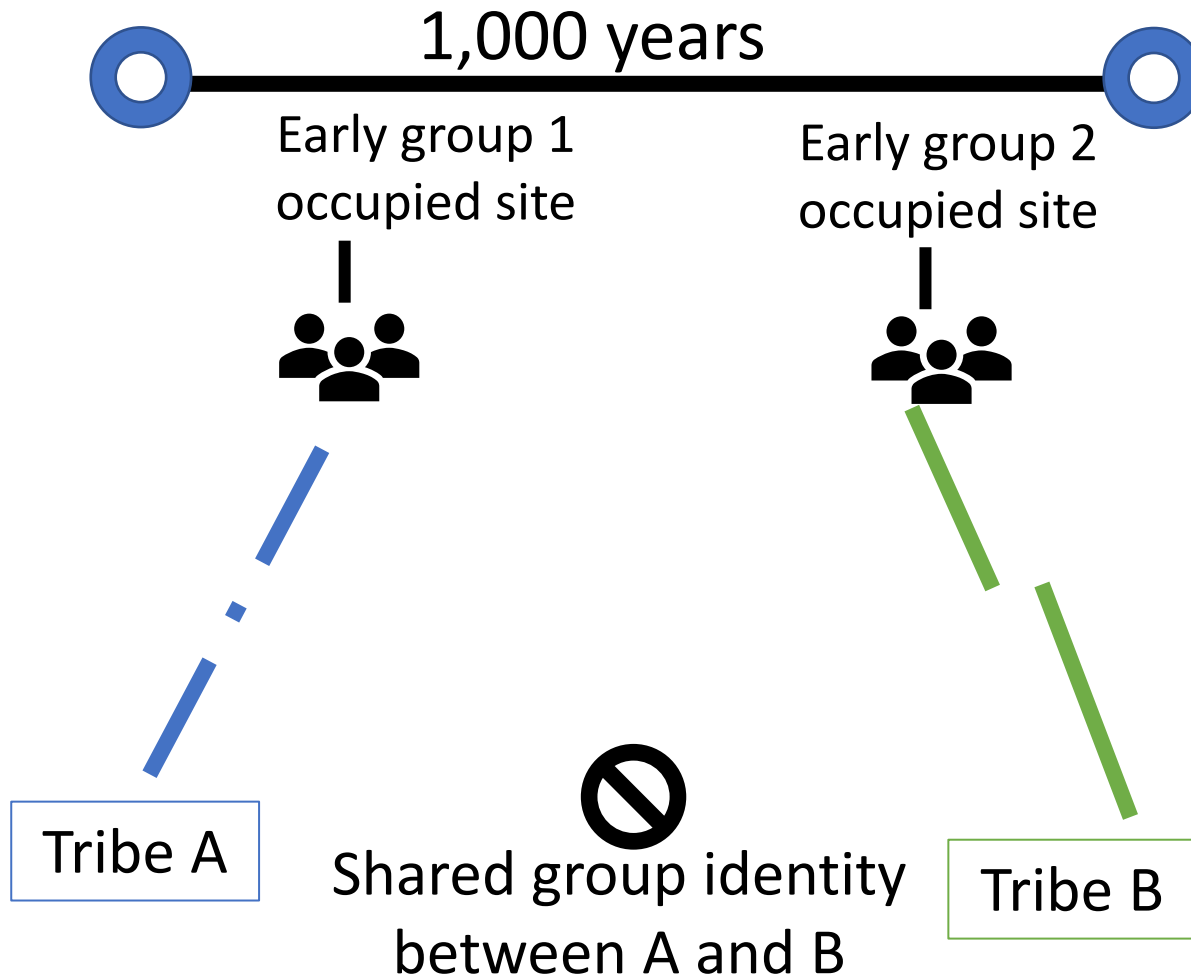 1,000 years
Early group 1
occupied site
Early group 2
occupied site
Tribe A
Shared group identity
between A and B
Tribe B